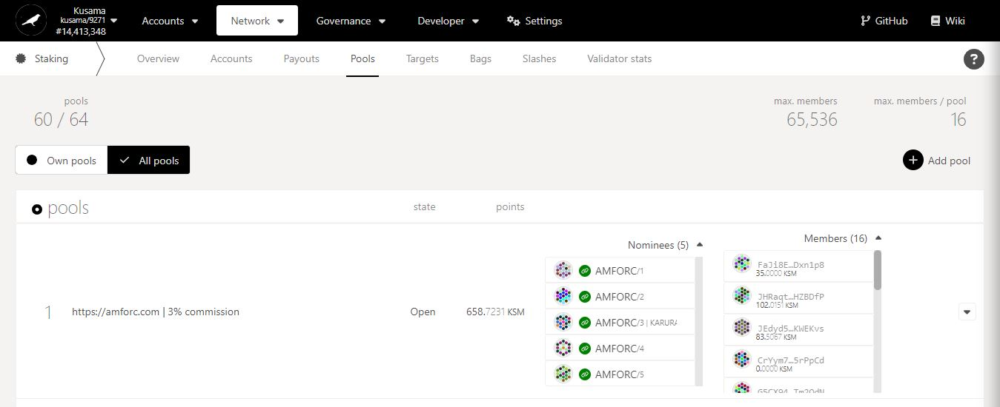 Kusama
kusama/9271
#14,413,348
Accounts
Network
Governance
Developer
Settings
GitHub
Wiki
Staking
Overview
Accounts
Payouts
Pools
Targets
Bags
Slashes
Validator stats
?
pools
60 / 64
max. members
65,536
max. members / pool
16
Own pools
All pools
Add pool
pools
state
points
1
https://amforc.com | 3% commission
Open
658.7231 KSM
Nominees (5)
AMFORC/1
AMFORC/2
AMFORC/3 | KARURA
AMFORC/4
AMFORC/5
Members (16)
FaJi8E…Dxn1p8
35.0000 KSM
JHRaqt…HZBDfP
102.0151 KSM
JEdyd5…KWEKvs
83.5067 KSM
CrYym7…5rPpCd
0.0000 KSM